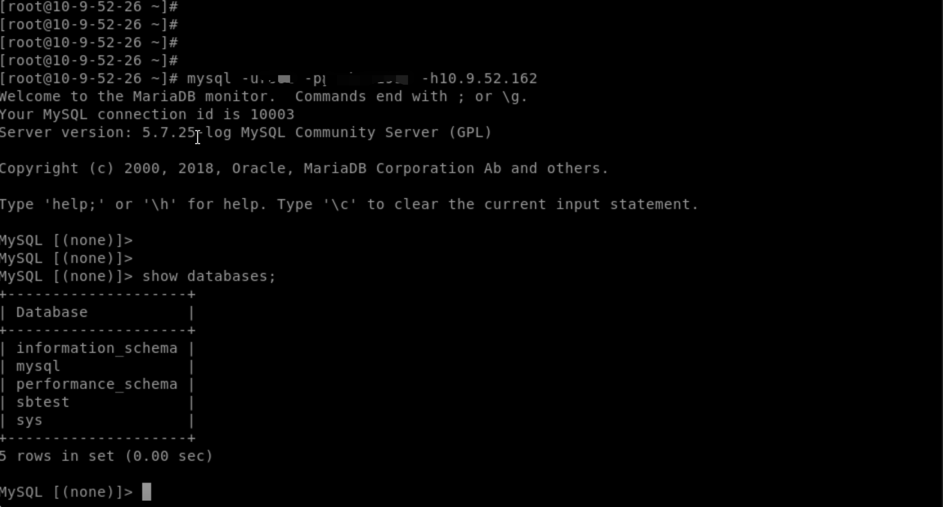 [root@10-9-52-26 ~]#
[root@10-9-52-26 ~]#
[root@10-9-52-26 ~]#
[root@10-9-52-26 ~]#
[root@10-9-52-26 ~]# mysql -h10.9.52.162
Welcome to the MariaDB monitor.  Commands end with ; or \g.
Your MySQL connection id is 10003
Server version: 5.7.25-log MySQL Community Server (GPL)
Copyright (c) 2000, 2018, Oracle, MariaDB Corporation Ab and others.
Type 'help;' or '\h' for help. Type '\c' to clear the current input statement.
MySQL [(none)]>
MySQL [(none)]>
MySQL [(none)]> show databases;
+--------------------+
| Database           |
+--------------------+
| information_schema |
| mysql              |
| performance_schema |
| sbtest             |
| sys                |
+--------------------+
5 rows in set (0.00 sec)
MySQL [(none)]>